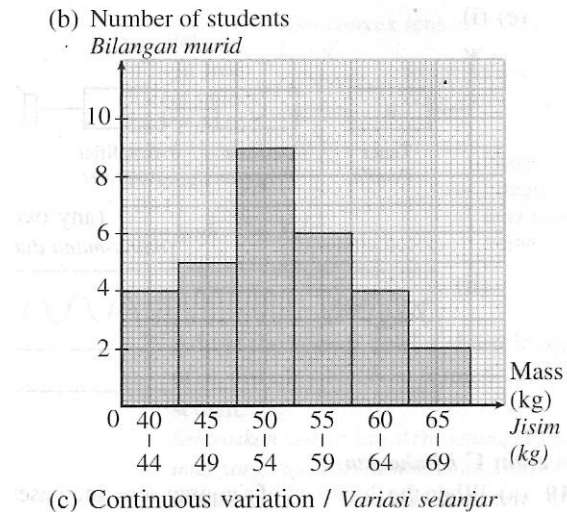 (b) Number of students
Bilangan murid
10
8
6
4
2
0 40 45 50 55 60 65
44 49 54 59 64 69
Mass
(kg)
Jisim
(kg)
(c) Continuous variation / Variasi selanjar